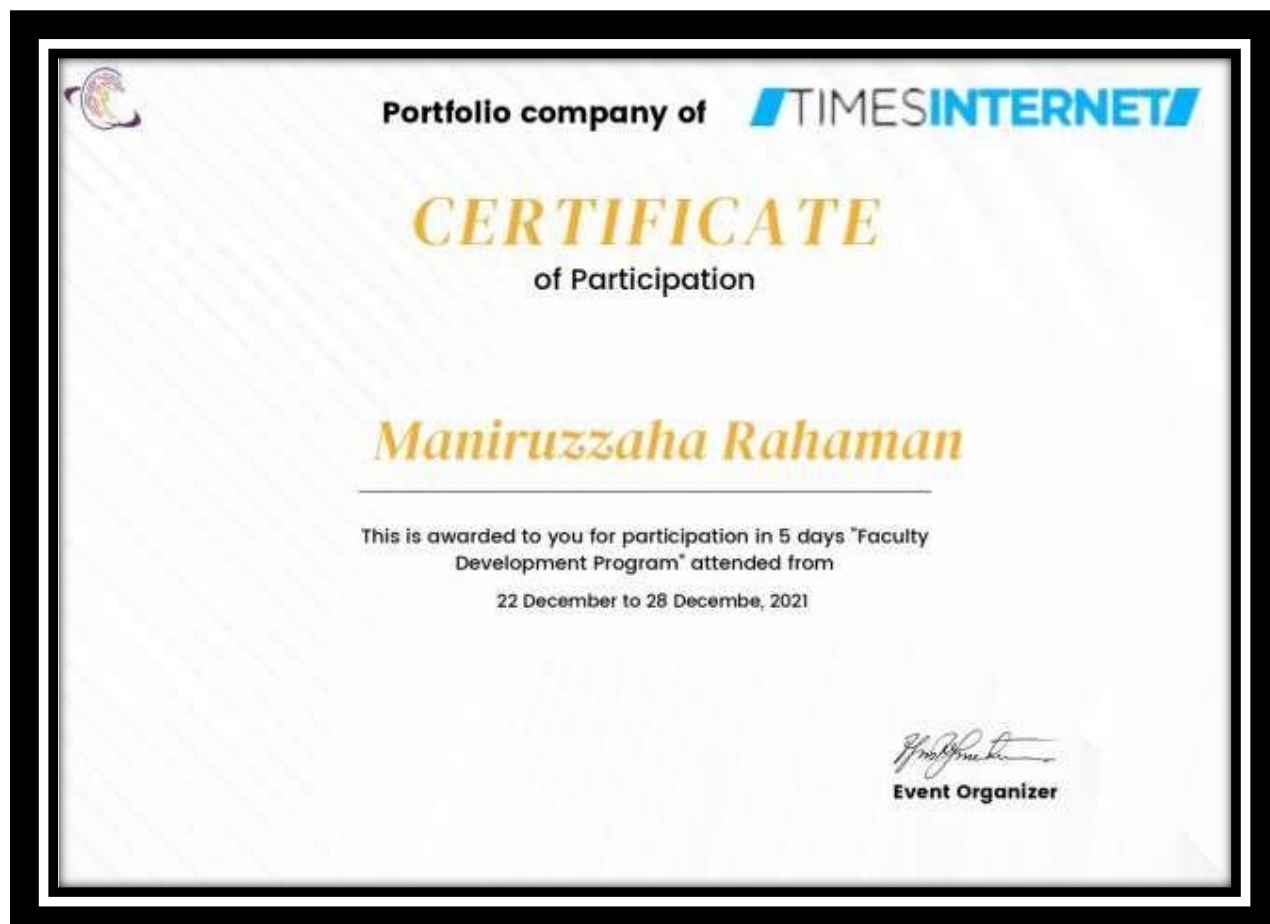 Portfolio company of TIMESINTERNET
CERTIFICATE
of Participation
Maniruzzaha Rahaman
This is awarded to you for participation in 5 days "Faculty
Development Program" attended from
22 December to 28 Decembe, 2021
Event Organizer